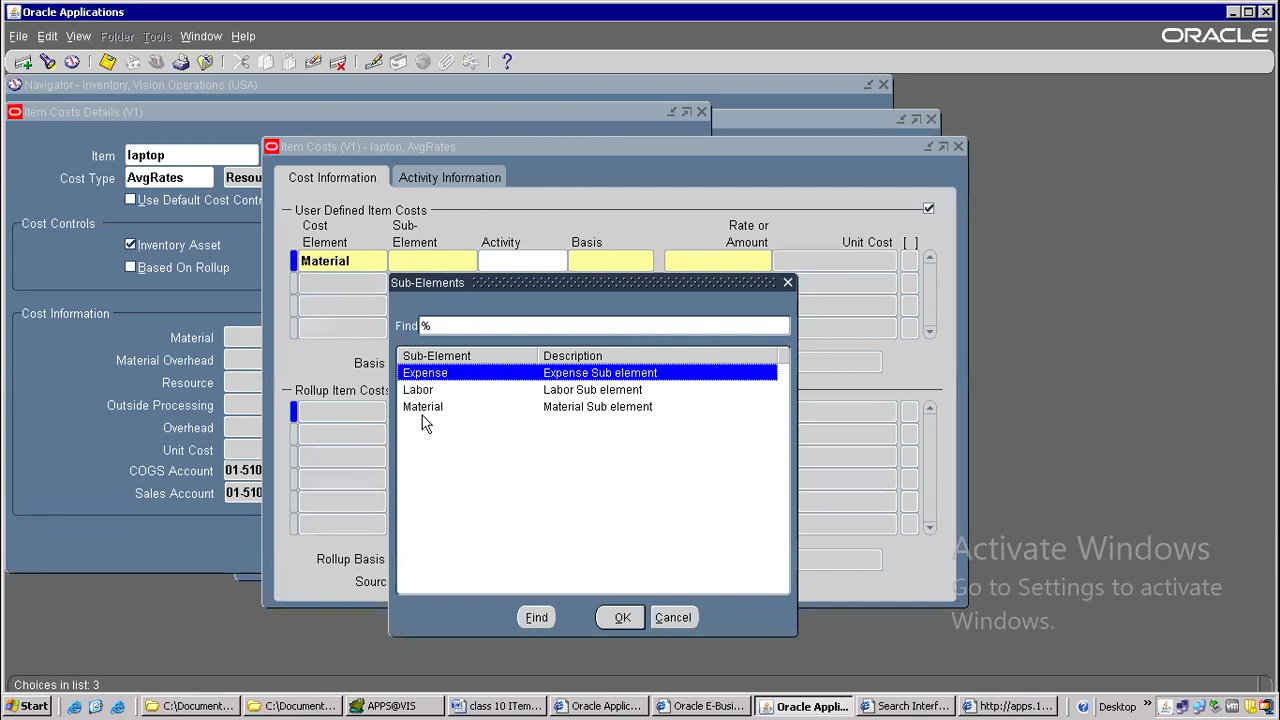 Oracle Applications
File Edit View Folder Tools Window Help
ORACLE
Navigator - Inventory, Vision Operations (USA)
Item Costs Details (V1)
Item Costs (V1) - laptop, AvgRates
Item laptop
Cost Type AvgRates Resou
Use Default Cost Contr
Cost Controls
Inventory Asset
Based On Rollup
Cost Information
Material
Material Overhead
Resource
Outside Processing
Overhead
Unit Cost
COGS Account 01-510
Sales Account 01-510
Cost Information Activity Information
User Defined Item Costs
Cost Sub- Rate or
Element Element Activity Basis Amount Unit Cost [ ]
Material
Basis
Rollup Item Costs
Rollup Basis
Sourc
Sub-Elements
Find %
Sub-Element Description
Expense Expense Sub element
Labor Labor Sub element
Material Material Sub element
Find OK Cancel
Activate Windows
Go to Settings to activate
Windows.
Choices in list: 3
Start C:\Document... C:\Document... APPS@VIS clas 10 ITem... Oracle Applic... Oracle E-Busi... Oracle Appli... Search Interf... http://apps.1... Desktop »